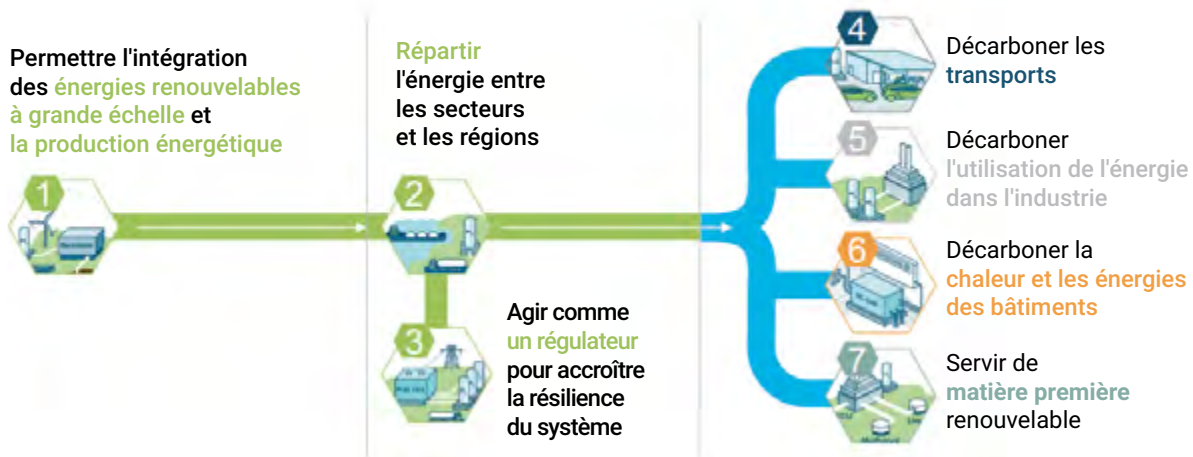 1
Permettre l'intégration
des énergies renouvelables
à grande échelle et
la production énergétique
2
Répartir
l'énergie entre
les secteurs
et les régions
3
Agir comme
un régulateur
pour accroître
la résilience
du système
4
Décarboner les
transports
5
Décarboner
l'utilisation de l'énergie
dans l'industrie
6
Décarboner la
chaleur et les énergies
des bâtiments
7
Servir de
matière première
renouvelable